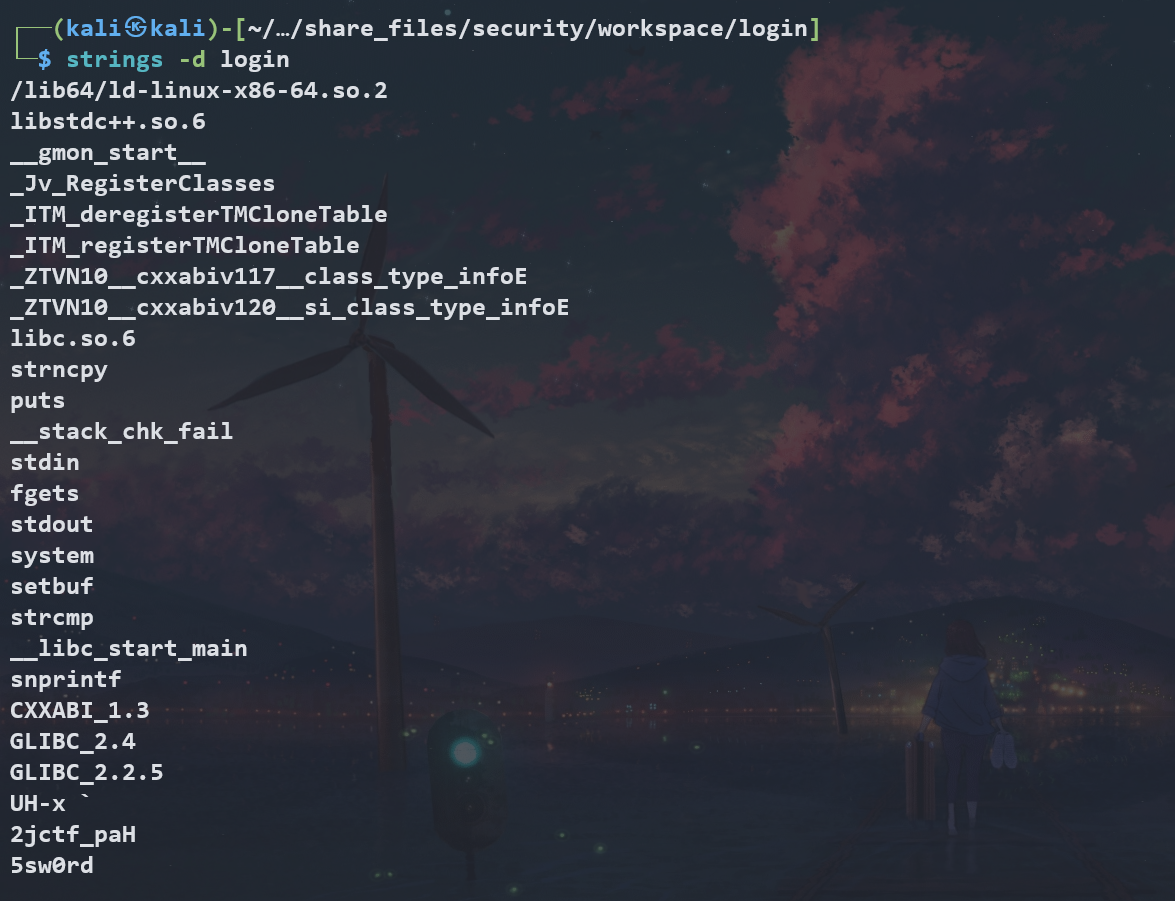 ┌──(kali㉿kali)-[~/…/share_files/security/workspace/login]
└─$ strings -d login
/lib64/ld-linux-x86-64.so.2
libstdc++.so.6
__gmon_start__
_Jv_RegisterClasses
_ITM_deregisterTMCloneTable
_ITM_registerTMCloneTable
_ZTVN10__cxxabiv117__class_type_infoE
_ZTVN10__cxxabiv120__si_class_type_infoE
libc.so.6
strncpy
puts
__stack_chk_fail
stdin
fgets
stdout
system
setbuf
strcmp
__libc_start_main
snprintf
CXXABI_1.3
GLIBC_2.4
GLIBC_2.2.5
UH-x `
2jctf_paH
5sw0rd